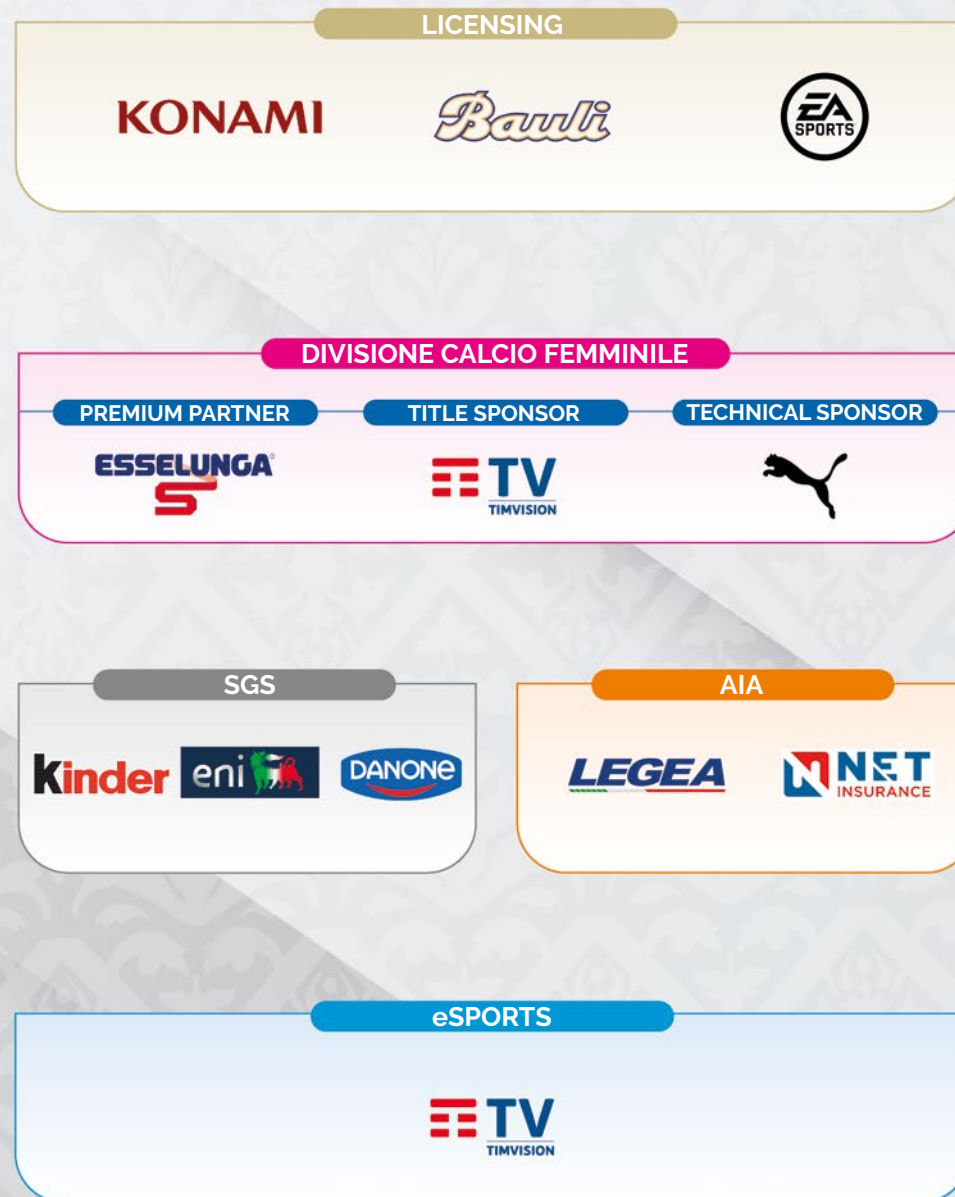 LICENSING
KONAMI
Bauli
EA
SPORTS
DIVISIONE CALCIO FEMMINILE
PREMIUM PARTNER
TITLE SPONSOR
TECHNICAL SPONSOR
ESSELUNGA
S
TV
TIMVISION
SGS
AIA
kinder
eni
DANONE
LEGEA
NET
INSURANCE
eSPORTS
TV
TIMVISION